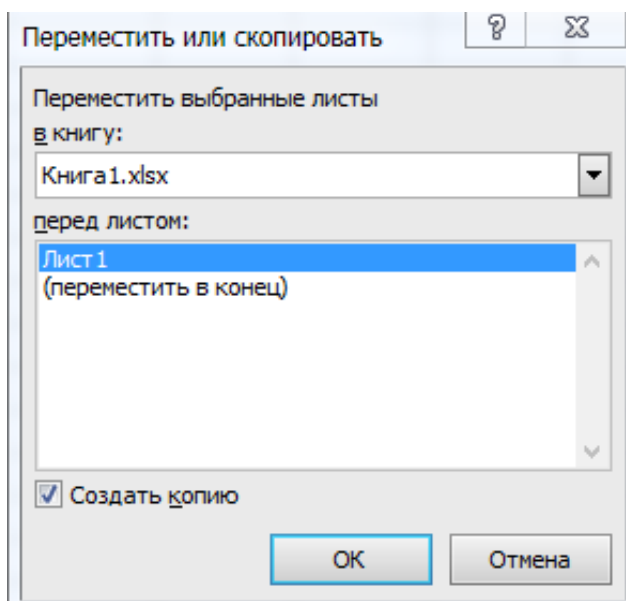 Переместить или скопировать ?
Переместить выбранные листы
в книгу:
Книга1.xlsx
перед листом:
Лист1
(переместить в конец)
Создать копию
ОК Отмена